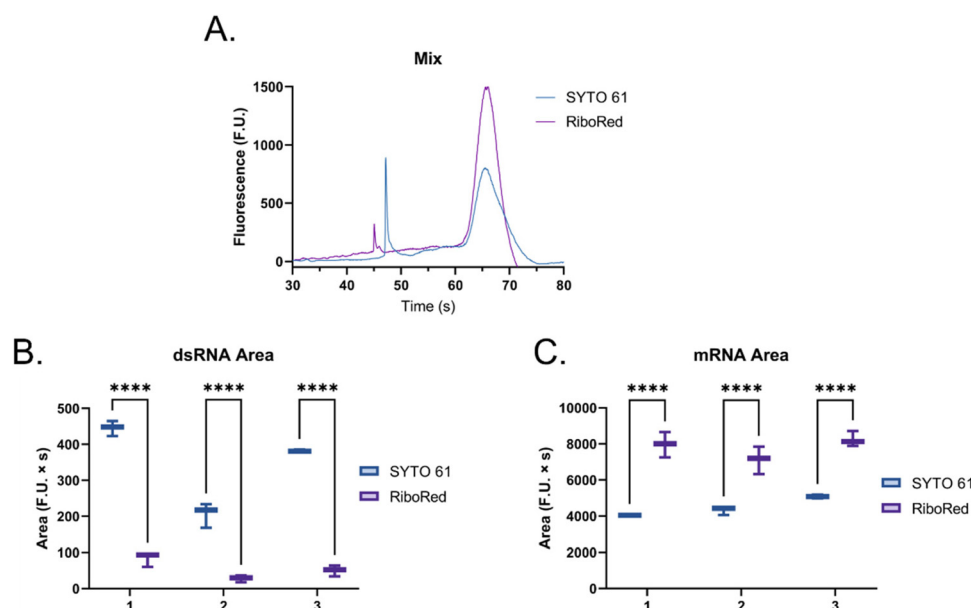 A.
Mix
1500
1000
500
0
Fluorescence (F.U.)
30 40 50 60 70 80
Time (s)
SYTO 61
RiboRed
B.
dsRNA Area
**** **** ****
500
400
300
200
100
0
Area (F.U. × s)
1 2 3
SYTO 61
RiboRed
C.
mRNA Area
**** **** ****
10000
8000
6000
4000
2000
0
Area (F.U. × s)
1 2 3
SYTO 61
RiboRed